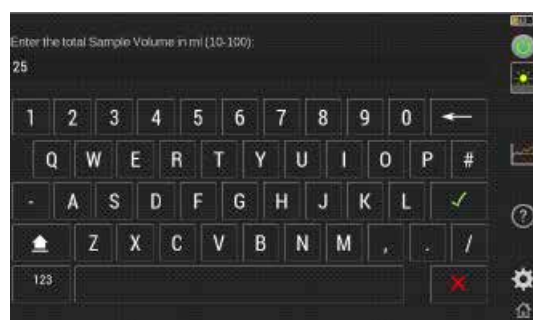 Enter the total Sample Volume in ml (10-100):
25
1 2 3 4 5 6 7 8 9 0
Q W E R T Y U I O P #
- A S D F G H J K L
Z X C V B N M , . /
123
?